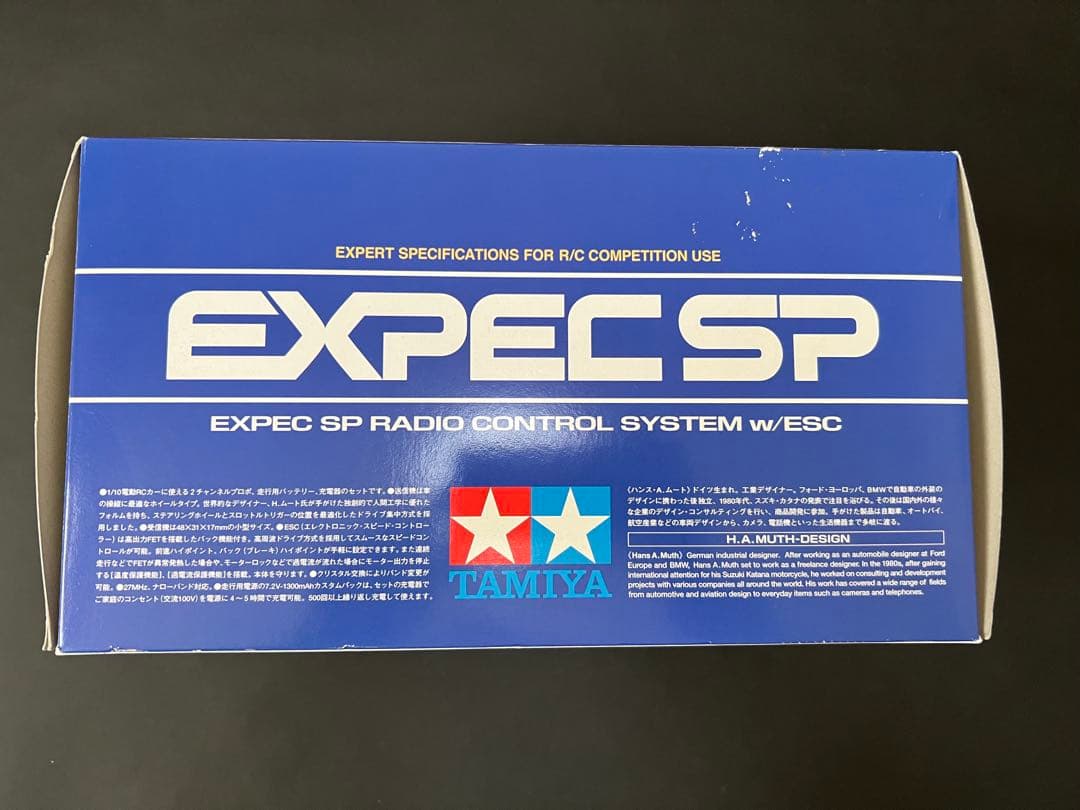 EXPERT SPECIFICATIONS FOR R/C COMPETITION USE
EXPEC SP
EXPEC SP RADIO CONTROL SYSTEM w/ESC
●1/10電動RCカーに使える2チャンネルプロポ、走行用バッテリー、充電器のセットです。●送信機は車
の操縦に最適なホイールタイプ。世界的なデザイナー、H.ムート氏が手がけた独創的で人間工学に優れた
フォルムを持ち、ステアリングホイールとスロットルトリガーの位置を最適化したドライブ集中方式を採
用しました。●受信機は48×31×17mmの小型サイズ。●ESC（エレクトロニック・スピード・コントロー
ラー）は高出力FETを搭載したバック機能付き。高周波ドライブ方式を採用してスムーズなスピードコン
トロールが可能。前進ハイポイント、バック（ブレーキ）ハイポイントが手軽に設定できます。また連続
走行などでFETが異常発熱した場合や、モーターロックなどで過電流が流れた場合にモーター出力を停止
する［温度保護機能］、［過電流保護機能］を搭載。本体を守ります。●クリスタル交換によりバンド変更が
可能。●27MHz、ナローバンド対応。●走行用電源の7.2V-1300mAhカスタムパックは、セットの充電器で
ご家庭のコンセント（交流100V）を電源に4～5時間で充電可能。500回以上繰り返し充電して使えます。
TAMIYA
〈ハンス・A.ムート〉ドイツ生まれ。工業デザイナー。フォード・ヨーロッパ、BMWで自動車の外装の
デザインに携わった後独立。1980年代、スズキ・カタナの発表で注目を浴びる。その後は国内外の様々
な企業のデザイン・コンサルティングを行い、商品開発に参加。手がけた製品は自動車、オートバイ、
航空産業などの車両デザインから、カメラ、電話機といった生活機器まで多岐に渡る。
H.A.MUTH-DESIGN
〈Hans A.Muth〉 German industrial designer. After working as an automobile designer at Ford
Europe and BMW, Hans A.Muth set to work as a freelance designer. In the 1980s, after gaining
international attention for his Suzuki Katana motorcycle, he worked on consulting and development
projects with various companies all around the world. His work has covered a wide range of fields
from automotive and aviation design to everyday items such as cameras and telephones.